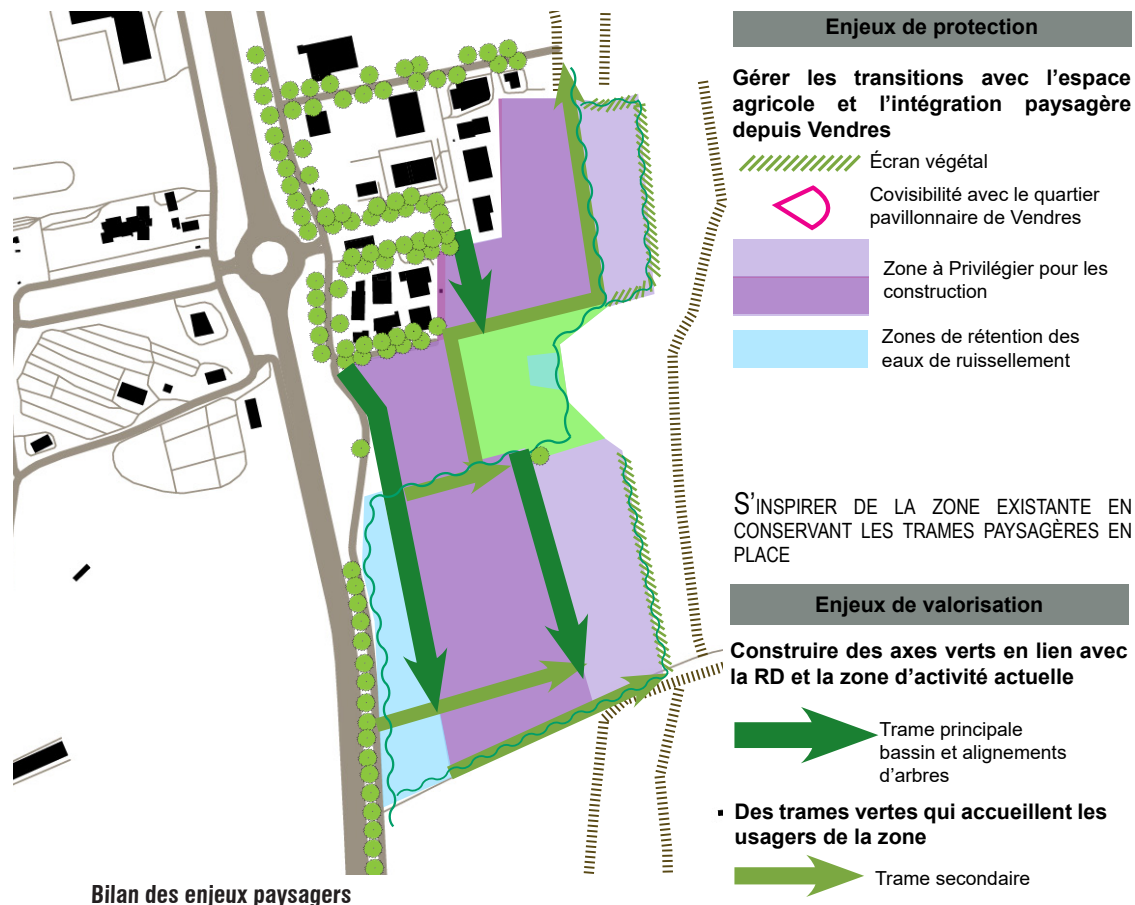 Enjeux de protection
Gérer les transitions avec l'espace
agricole et l'intégration paysagère
depuis Vendres
Écran végétal
Covisibilité avec le quartier
pavillonnaire de Vendres
Zone à Privilégier pour les
construction
Zones de rétention des
eaux de ruissellement
S'INSPIRER DE LA ZONE EXISTANTE EN
CONSERVANT LES TRAMES PAYSAGÈRES EN
PLACE
Enjeux de valorisation
Construire des axes verts en lien avec
la RD et la zone d'activité actuelle
Trame principale
bassin et alignements
d'arbres
▪ Des trames vertes qui accueillent les
usagers de la zone
Trame secondaire
Bilan des enjeux paysagers